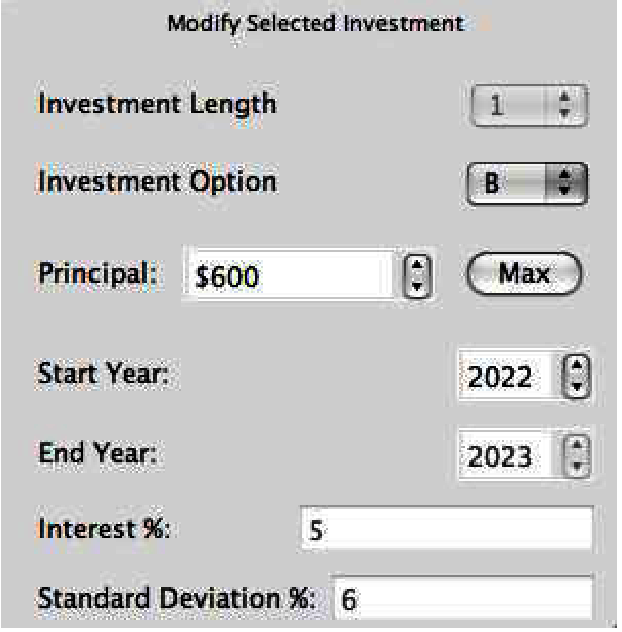 Modify Selected Investment
Investment Length 1
Investment Option B
Principal: $600 Max
Start Year: 2022
End Year: 2023
Interest %: 5
Standard Deviation %: 6